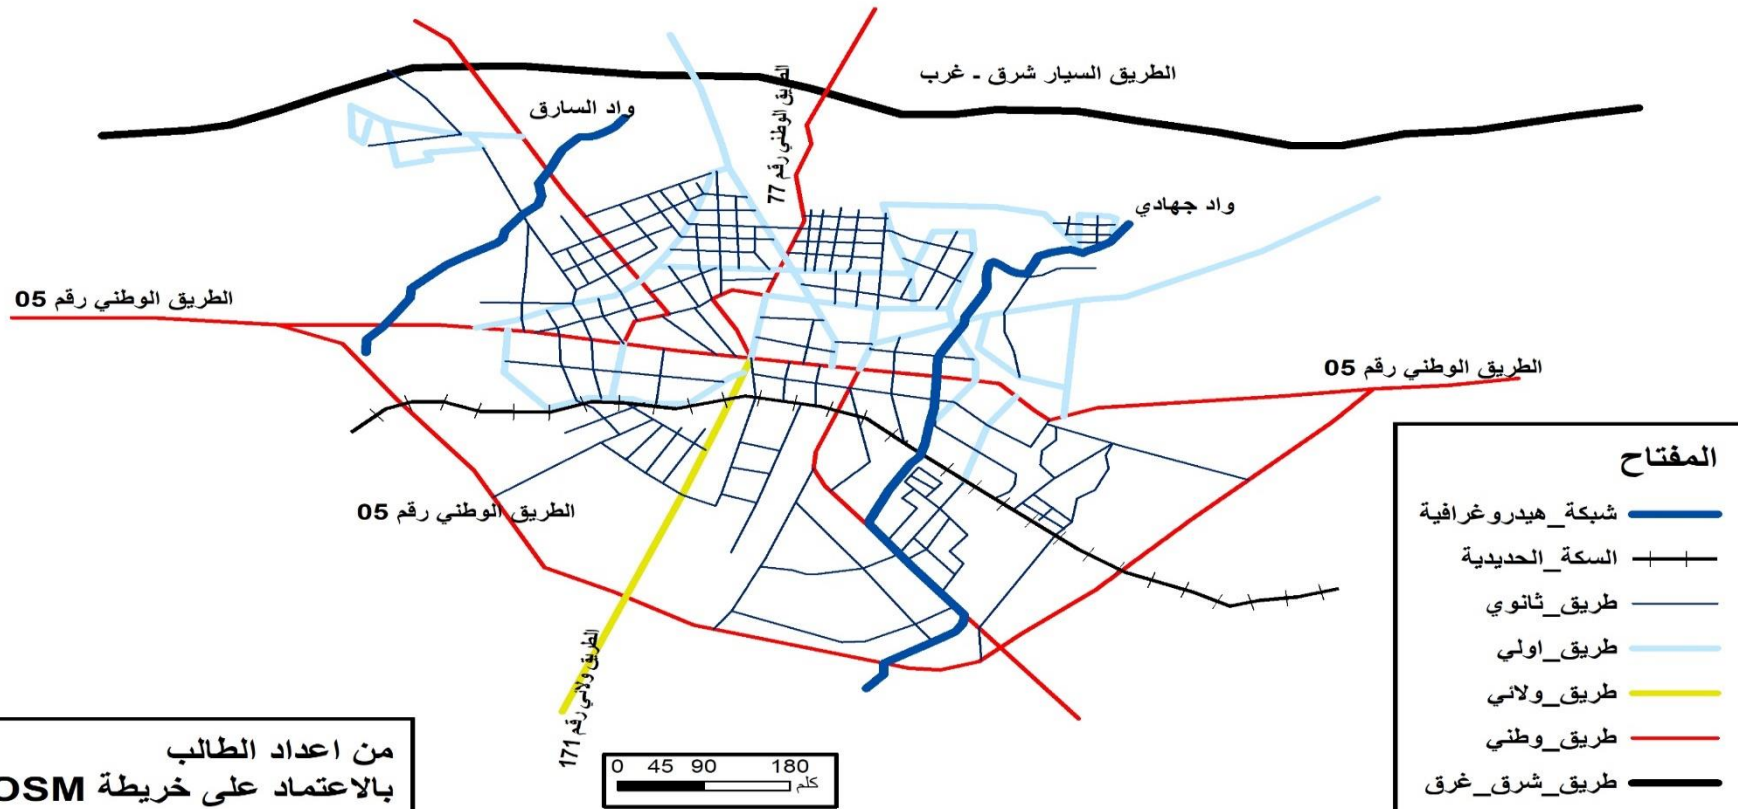 الطريق السيار شرق - غرب
واد السارق
الطريق الوطني رقم 77
واد جهادي
الطريق الوطني رقم 05
الطريق الوطني رقم 05
الطريق الوطني رقم 05
الطريق ولائي رقم 171
المفتاح
شبكة_هيدروغرافية
السكة_الحديدية
طريق_ثانوي
طريق_اولي
طريق_ولائي
طريق_وطني
طريق_شرق_غرق
0 45 90 180
كلم
من اعداد الطالب
بالاعتماد على خريطة OSM